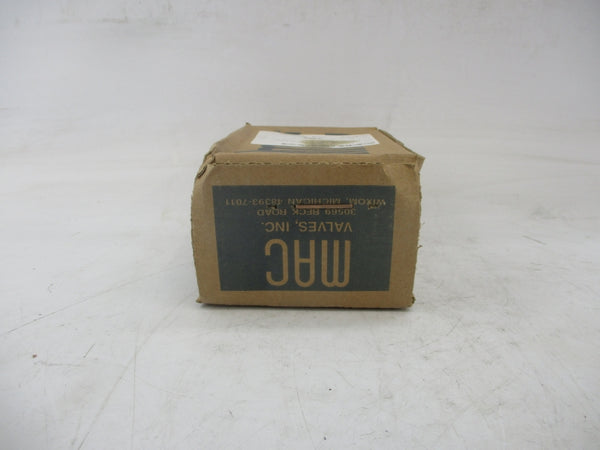 MAC
VALVES, INC.
30569 BECK ROAD
WIXOM, MICHIGAN 48393-7011